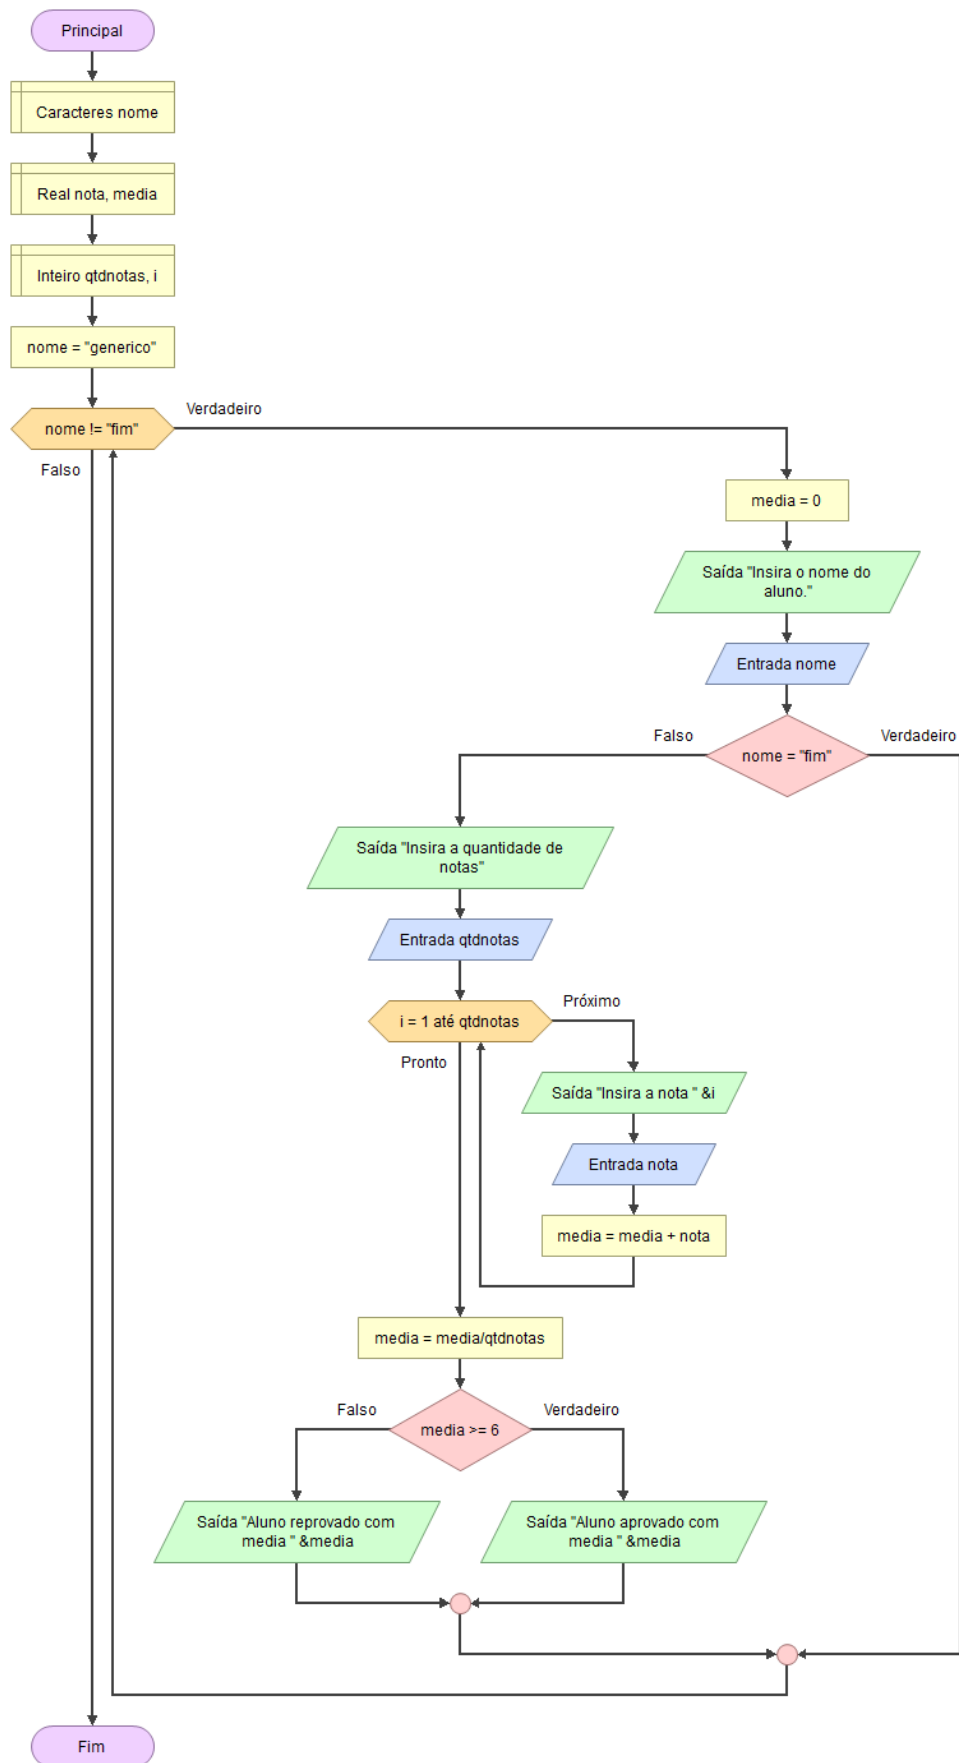 Principal
Caracteres nome
Real nota, media
Inteiro qtdnotas, i
nome = "generico"
nome != "fim"
Verdadeiro
Falso
media = 0
Saída "Insira o nome do
aluno."
Entrada nome
nome = "fim"
Falso
Verdadeiro
Saída "Insira a quantidade de
notas"
Entrada qtdnotas
i = 1 até qtdnotas
Próximo
Pronto
Saída "Insira a nota " &i
Entrada nota
media = media + nota
media = media/qtdnotas
media >= 6
Falso
Verdadeiro
Saída "Aluno reprovado com
media " &media
Saída "Aluno aprovado com
media " &media
Fim